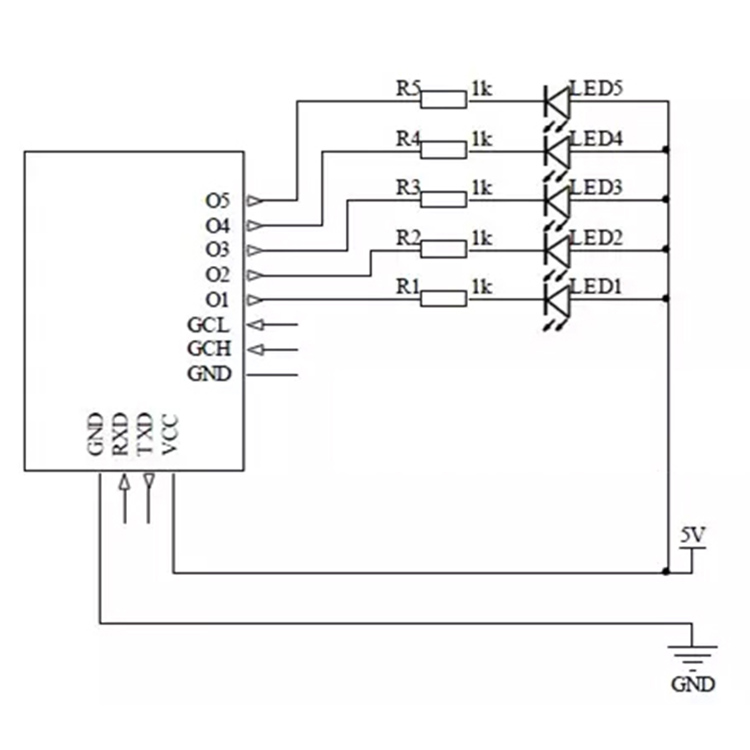 R5 1k LED5
R4 1k LED4
R3 1k LED3
R2 1k LED2
R1 1k LED1
O5
O4
O3
O2
O1
GCL
GCH
GND
GND
RXD
TXD
VCC
5V
GND